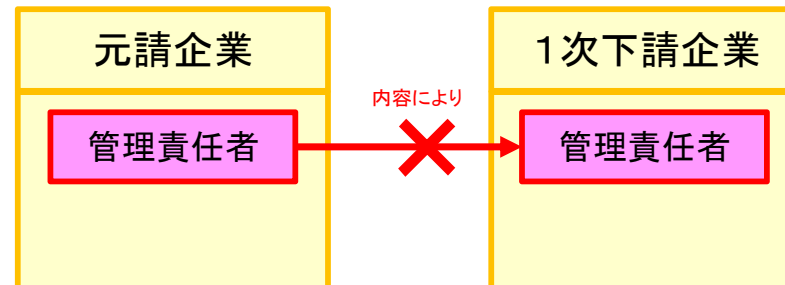 元請企業
１次下請企業
内容により
管理責任者
管理責任者